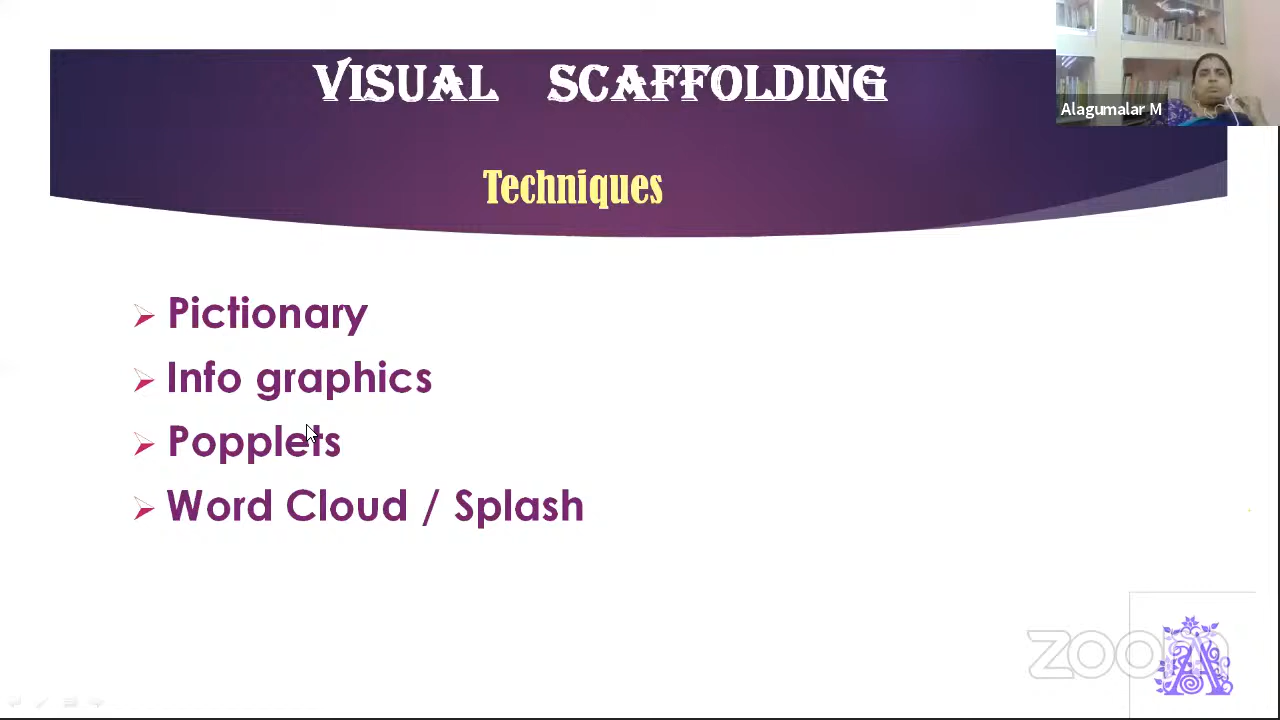 VISUAL SCAFFOLDING
Alagumalar M
Techniques
Pictionary
Info graphics
Popplets
Word Cloud / Splash
zoom
A